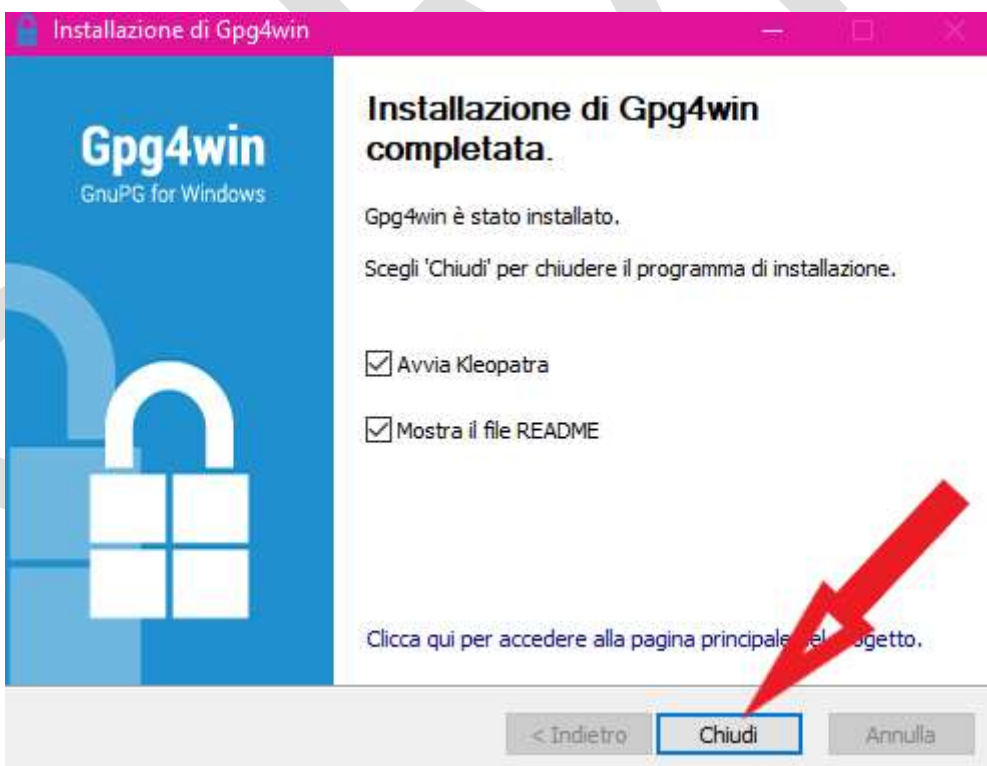 Installazione di Gpg4win
Gpg4win
GnuPG for Windows
Installazione di Gpg4win
completata.
Gpg4win è stato installato.
Scegli 'Chiudi' per chiudere il programma di installazione.
Avvia Kleopatra
Mostra il file README
Clicca qui per accedere alla pagina principale
< Indietro
Chiudi
Annulla